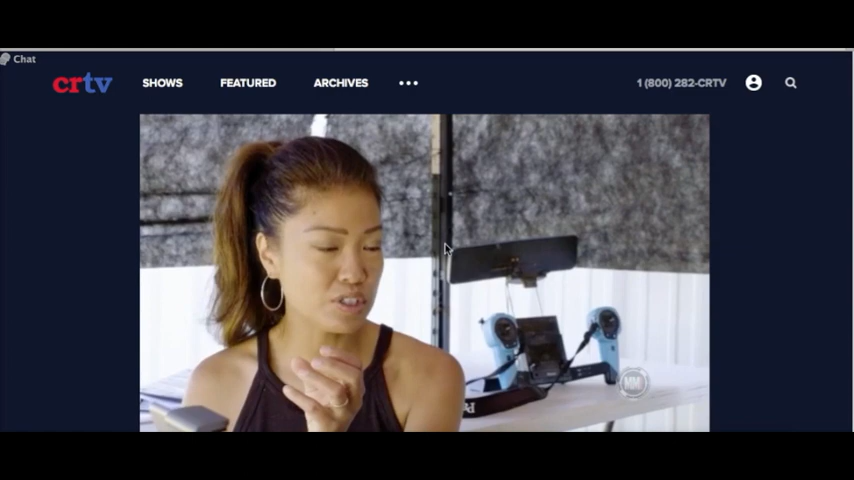 Chat
crtv SHOWS FEATURED ARCHIVES ••• 1 (800) 282-CRTV
MM